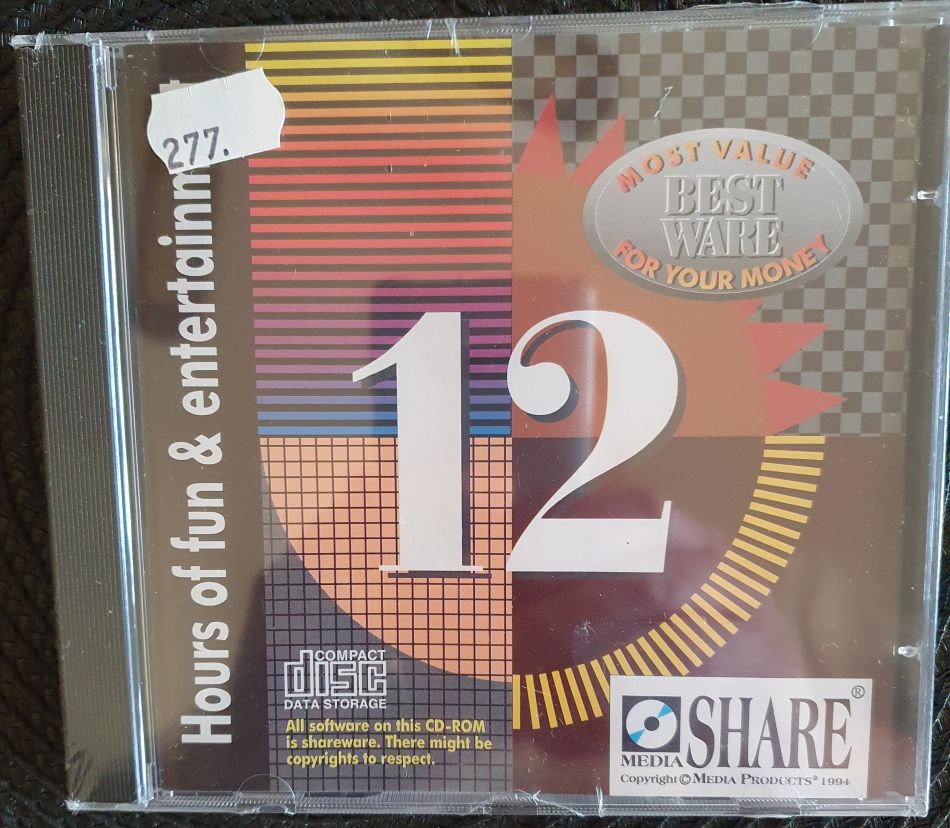 277.
Hours of fun & entertainm
MOST VALUE
BEST
WARE
FOR YOUR MONEY
12
COMPACT
disc
DATA STORAGE
All software on this CD-ROM
is shareware. There might be
copyrights to respect.
MEDIA SHARE®
Copyright © MEDIA PRODUCTS® 1994